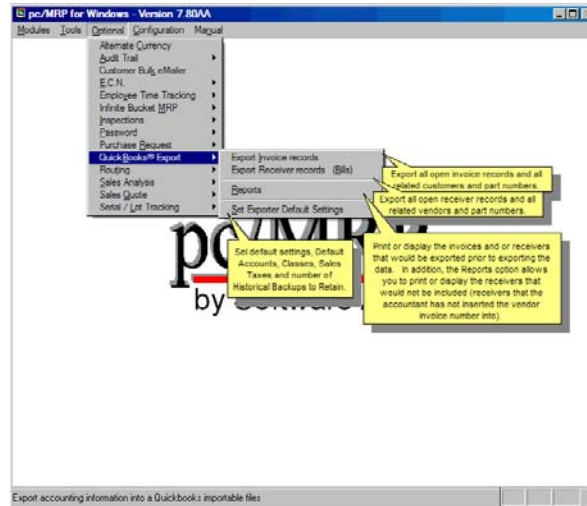 pc/MRP for Windows - Version 7.80AA
Modules Tools Optional Configuration Manual
Alternate Currency
Audit Trail
Customer Bulk eMailer
E.C.N.
Employee Time Tracking
Infinite Bucket MRP
Inspections
Password
Purchase Request
QuickBooks® Export
Routing
Sales Analysis
Sales Quote
Serial / Lot Tracking
Export Invoice records
Export Receiver records (Bills)
Reports
Set Exporter Default Settings
Export all open invoice records and all
related customers and part numbers.
Export all open receiver records and all
related vendors and part numbers.
Print or display the invoices and or receivers
that would be exported prior to exporting the
data. In addition, the Reports option allows
you to print or display the receivers that
would not be included (receivers that the
accountant has not inserted the vendor
invoice number into).
Set default settings, Default
Accounts, Classes, Sales
Taxes and number of
Historical Backups to Retain.
pc/MRP
by
Export accounting information into a Quickbooks importable files